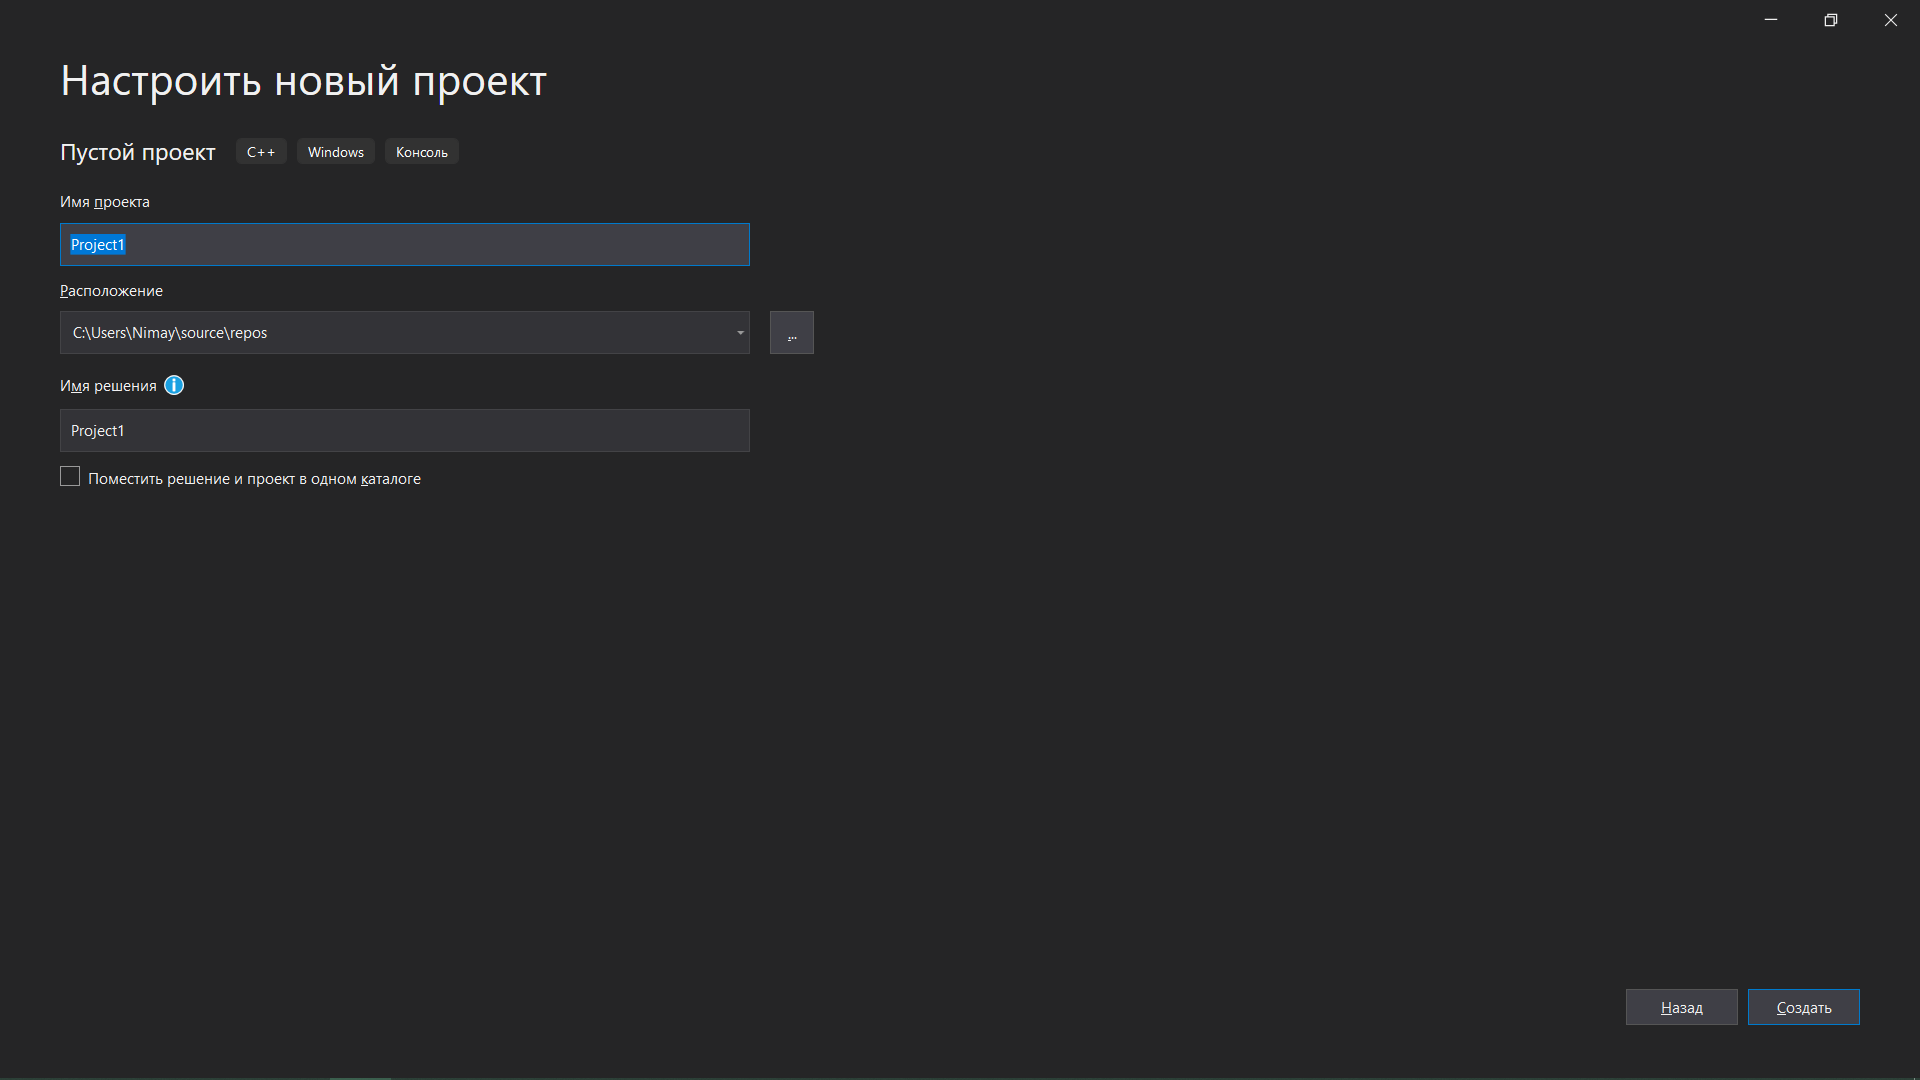 Настроить новый проект
Пустой проект C++ Windows Консоль
Имя проекта
Project1
Расположение
C:\Users\Nimay\source\repos
...
Имя решения
Project1
Поместить решение и проект в одном каталоге
Назад Создать